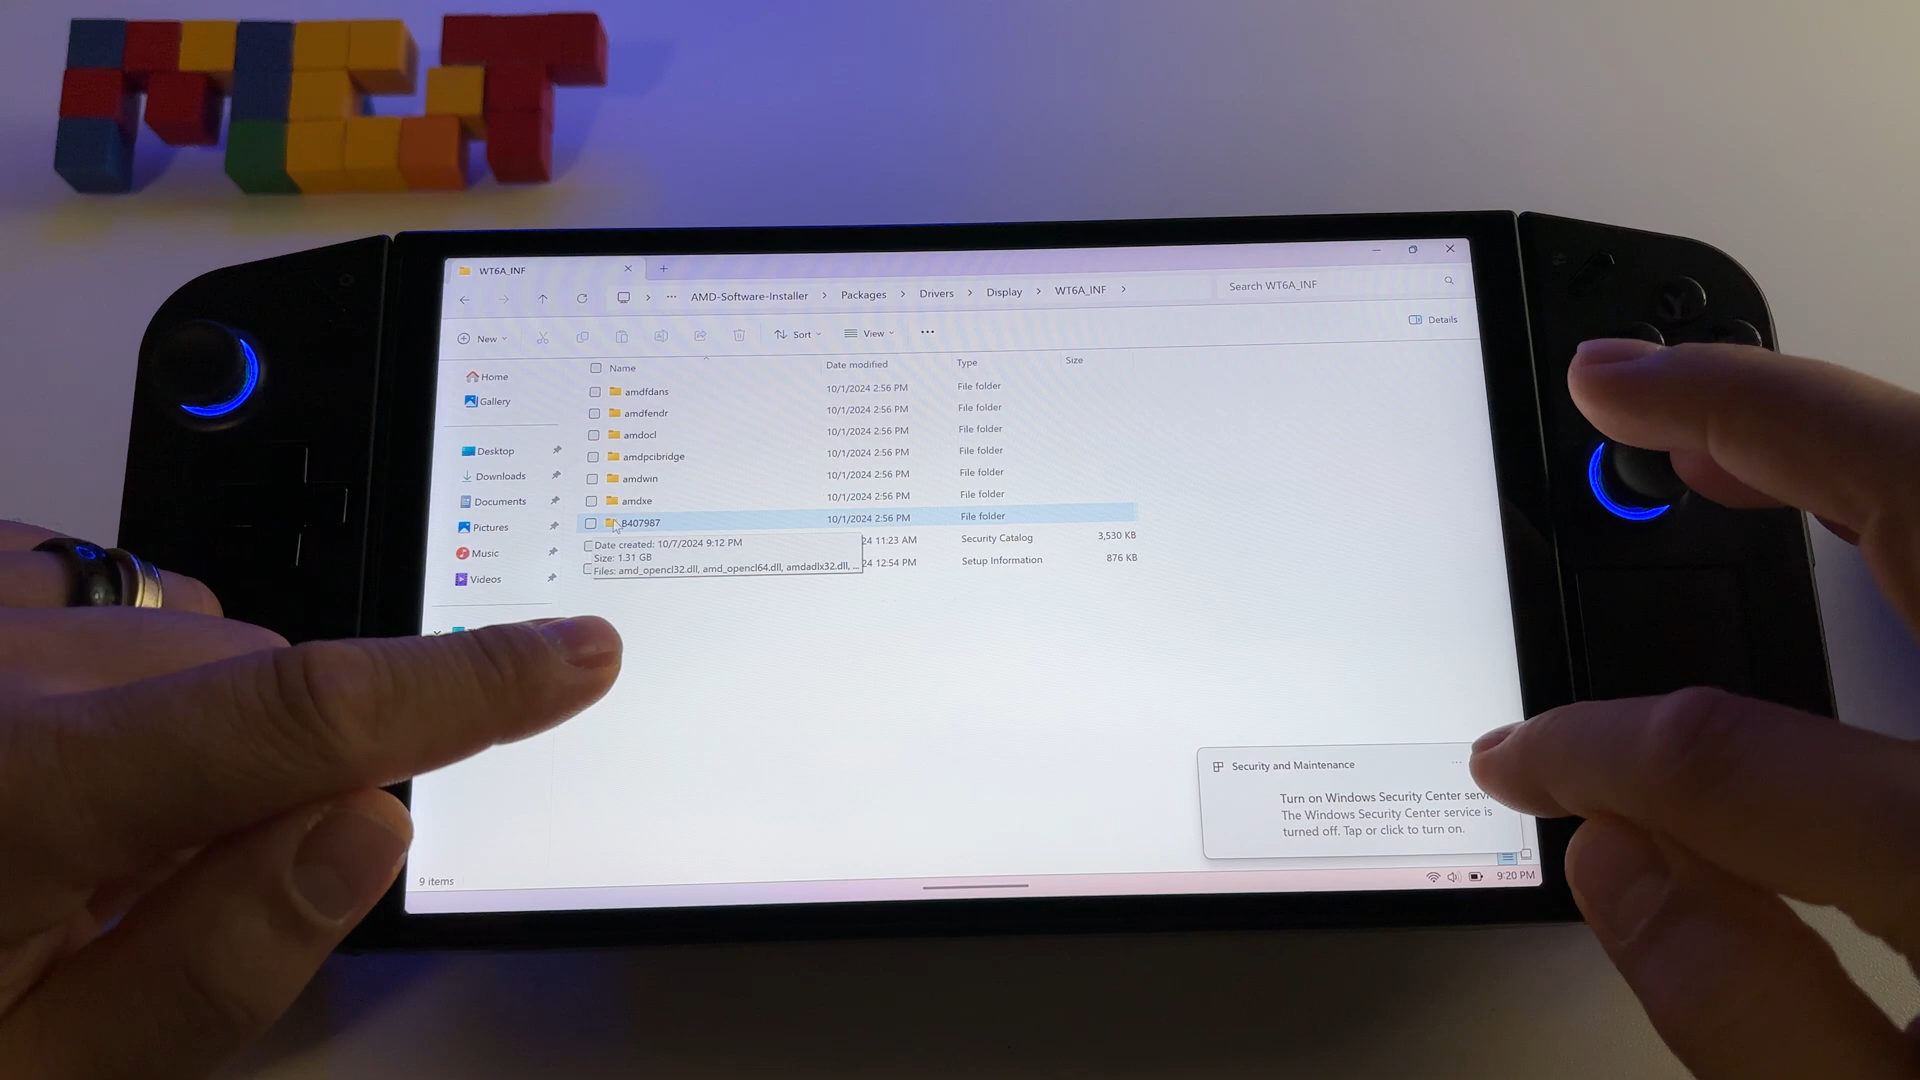 MGT
WT6A_INF
AMD-Software-Installer > Packages > Drivers > Display > WT6A_INF >
Search WT6A_INF
New
Sort
View
Details
Name Date modified Type Size
Home
Gallery
Desktop
Downloads
Documents
Pictures
Music
Videos
amdfdans 10/1/2024 2:56 PM File folder
amdfendr 10/1/2024 2:56 PM File folder
amdocl 10/1/2024 2:56 PM File folder
amdpcibridge 10/1/2024 2:56 PM File folder
amdwin 10/1/2024 2:56 PM File folder
amdxe 10/1/2024 2:56 PM File folder
B407987 10/1/2024 2:56 PM File folder
24 11:23 AM Security Catalog 3,530 KB
24 12:54 PM Setup Information 876 KB
Date created: 10/7/2024 9:12 PM
Size: 1.31 GB
Files: amd_opencl32.dll, amd_opencl64.dll, amdadlx32.dll, ...
Security and Maintenance
Turn on Windows Security Center serv
The Windows Security Center service is
turned off. Tap or click to turn on.
9 items
9:20 PM
Y